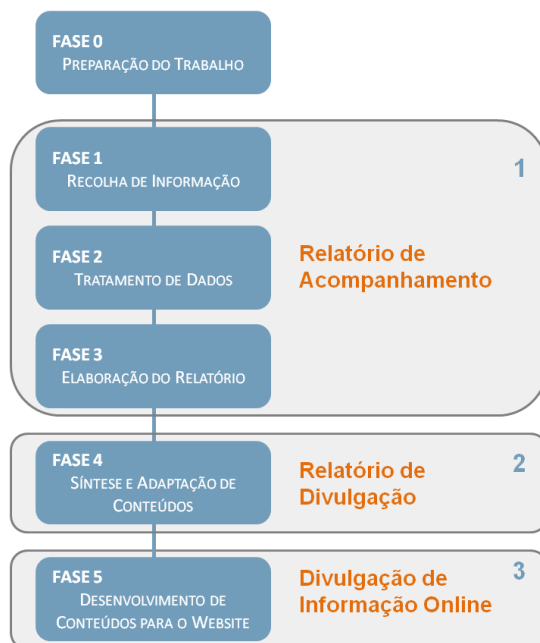 FASE 0
PREPARAÇÃO DO TRABALHO
FASE 1
RECOLHA DE INFORMAÇÃO
1
FASE 2
TRATAMENTO DE DADOS
Relatório de
Acompanhamento
FASE 3
ELABORAÇÃO DO RELATÓRIO
FASE 4
SÍNTESE E ADAPTAÇÃO DE
CONTEÚDOS
Relatório de
Divulgação
2
FASE 5
DESENVOLVIMENTO DE
CONTEÚDOS PARA O WEBSITE
Divulgação de
Informação Online
3